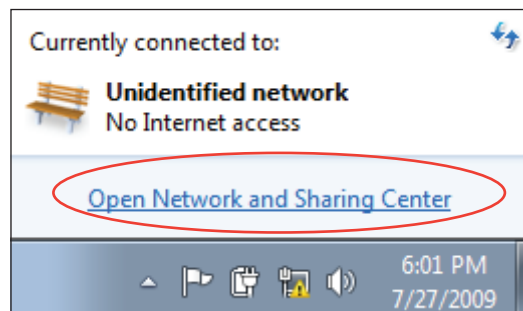 Currently connected to:
Unidentified network
No Internet access
Open Network and Sharing Center
6:01 PM
7/27/2009